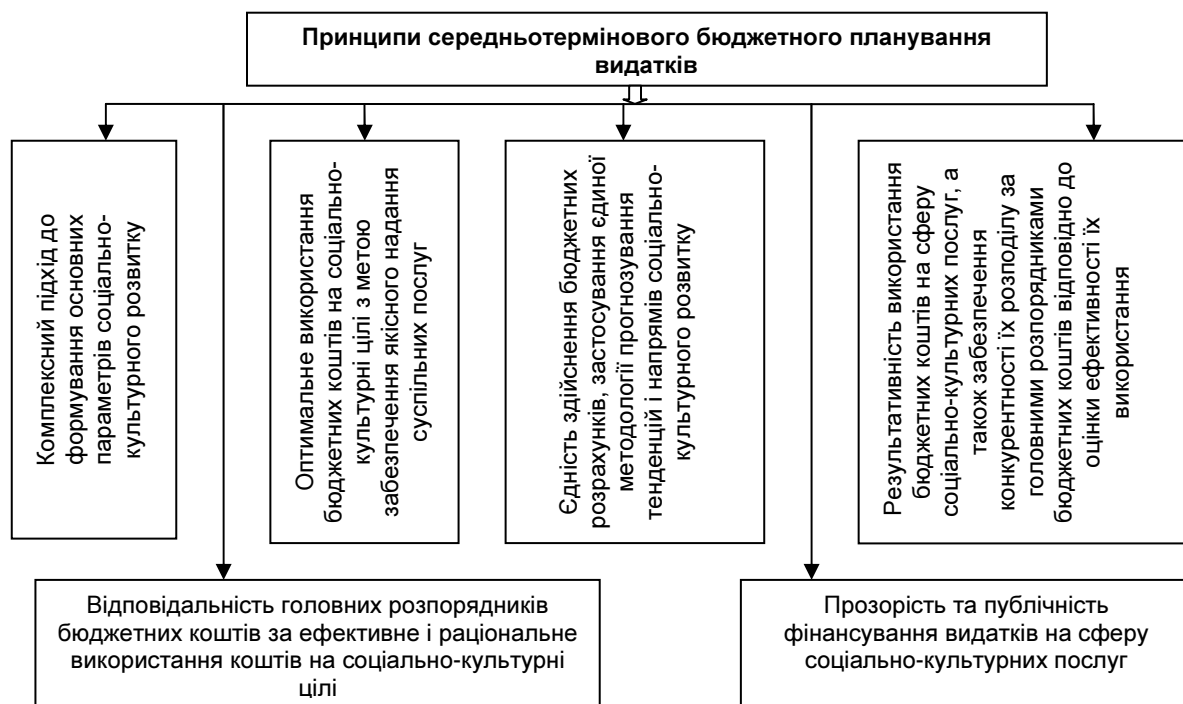 Принципи середньотермінового бюджетного планування
видатків
Комплексний підхід до
формування основних
параметрів соціально-
культурного розвитку
Оптимальне використання
бюджетних коштів на соціально-
культурні цілі з метою
забезпечення якісного надання
суспільних послуг
Єдність здійснення бюджетних
розрахунків, застосування єдиної
методології прогнозування
тенденцій і напрямів соціально-
культурного розвитку
Результативність використання
бюджетних коштів на сферу
соціально-культурних послуг, а
також забезпечення
конкурентності їх розподілу за
головними розпорядниками
бюджетних коштів відповідно до
оцінки ефективності їх
використання
Відповідальність головних розпорядників
бюджетних коштів за ефективне і раціональне
використання коштів на соціально-культурні
цілі
Прозорість та публічність
фінансування видатків на сферу
соціально-культурних послуг